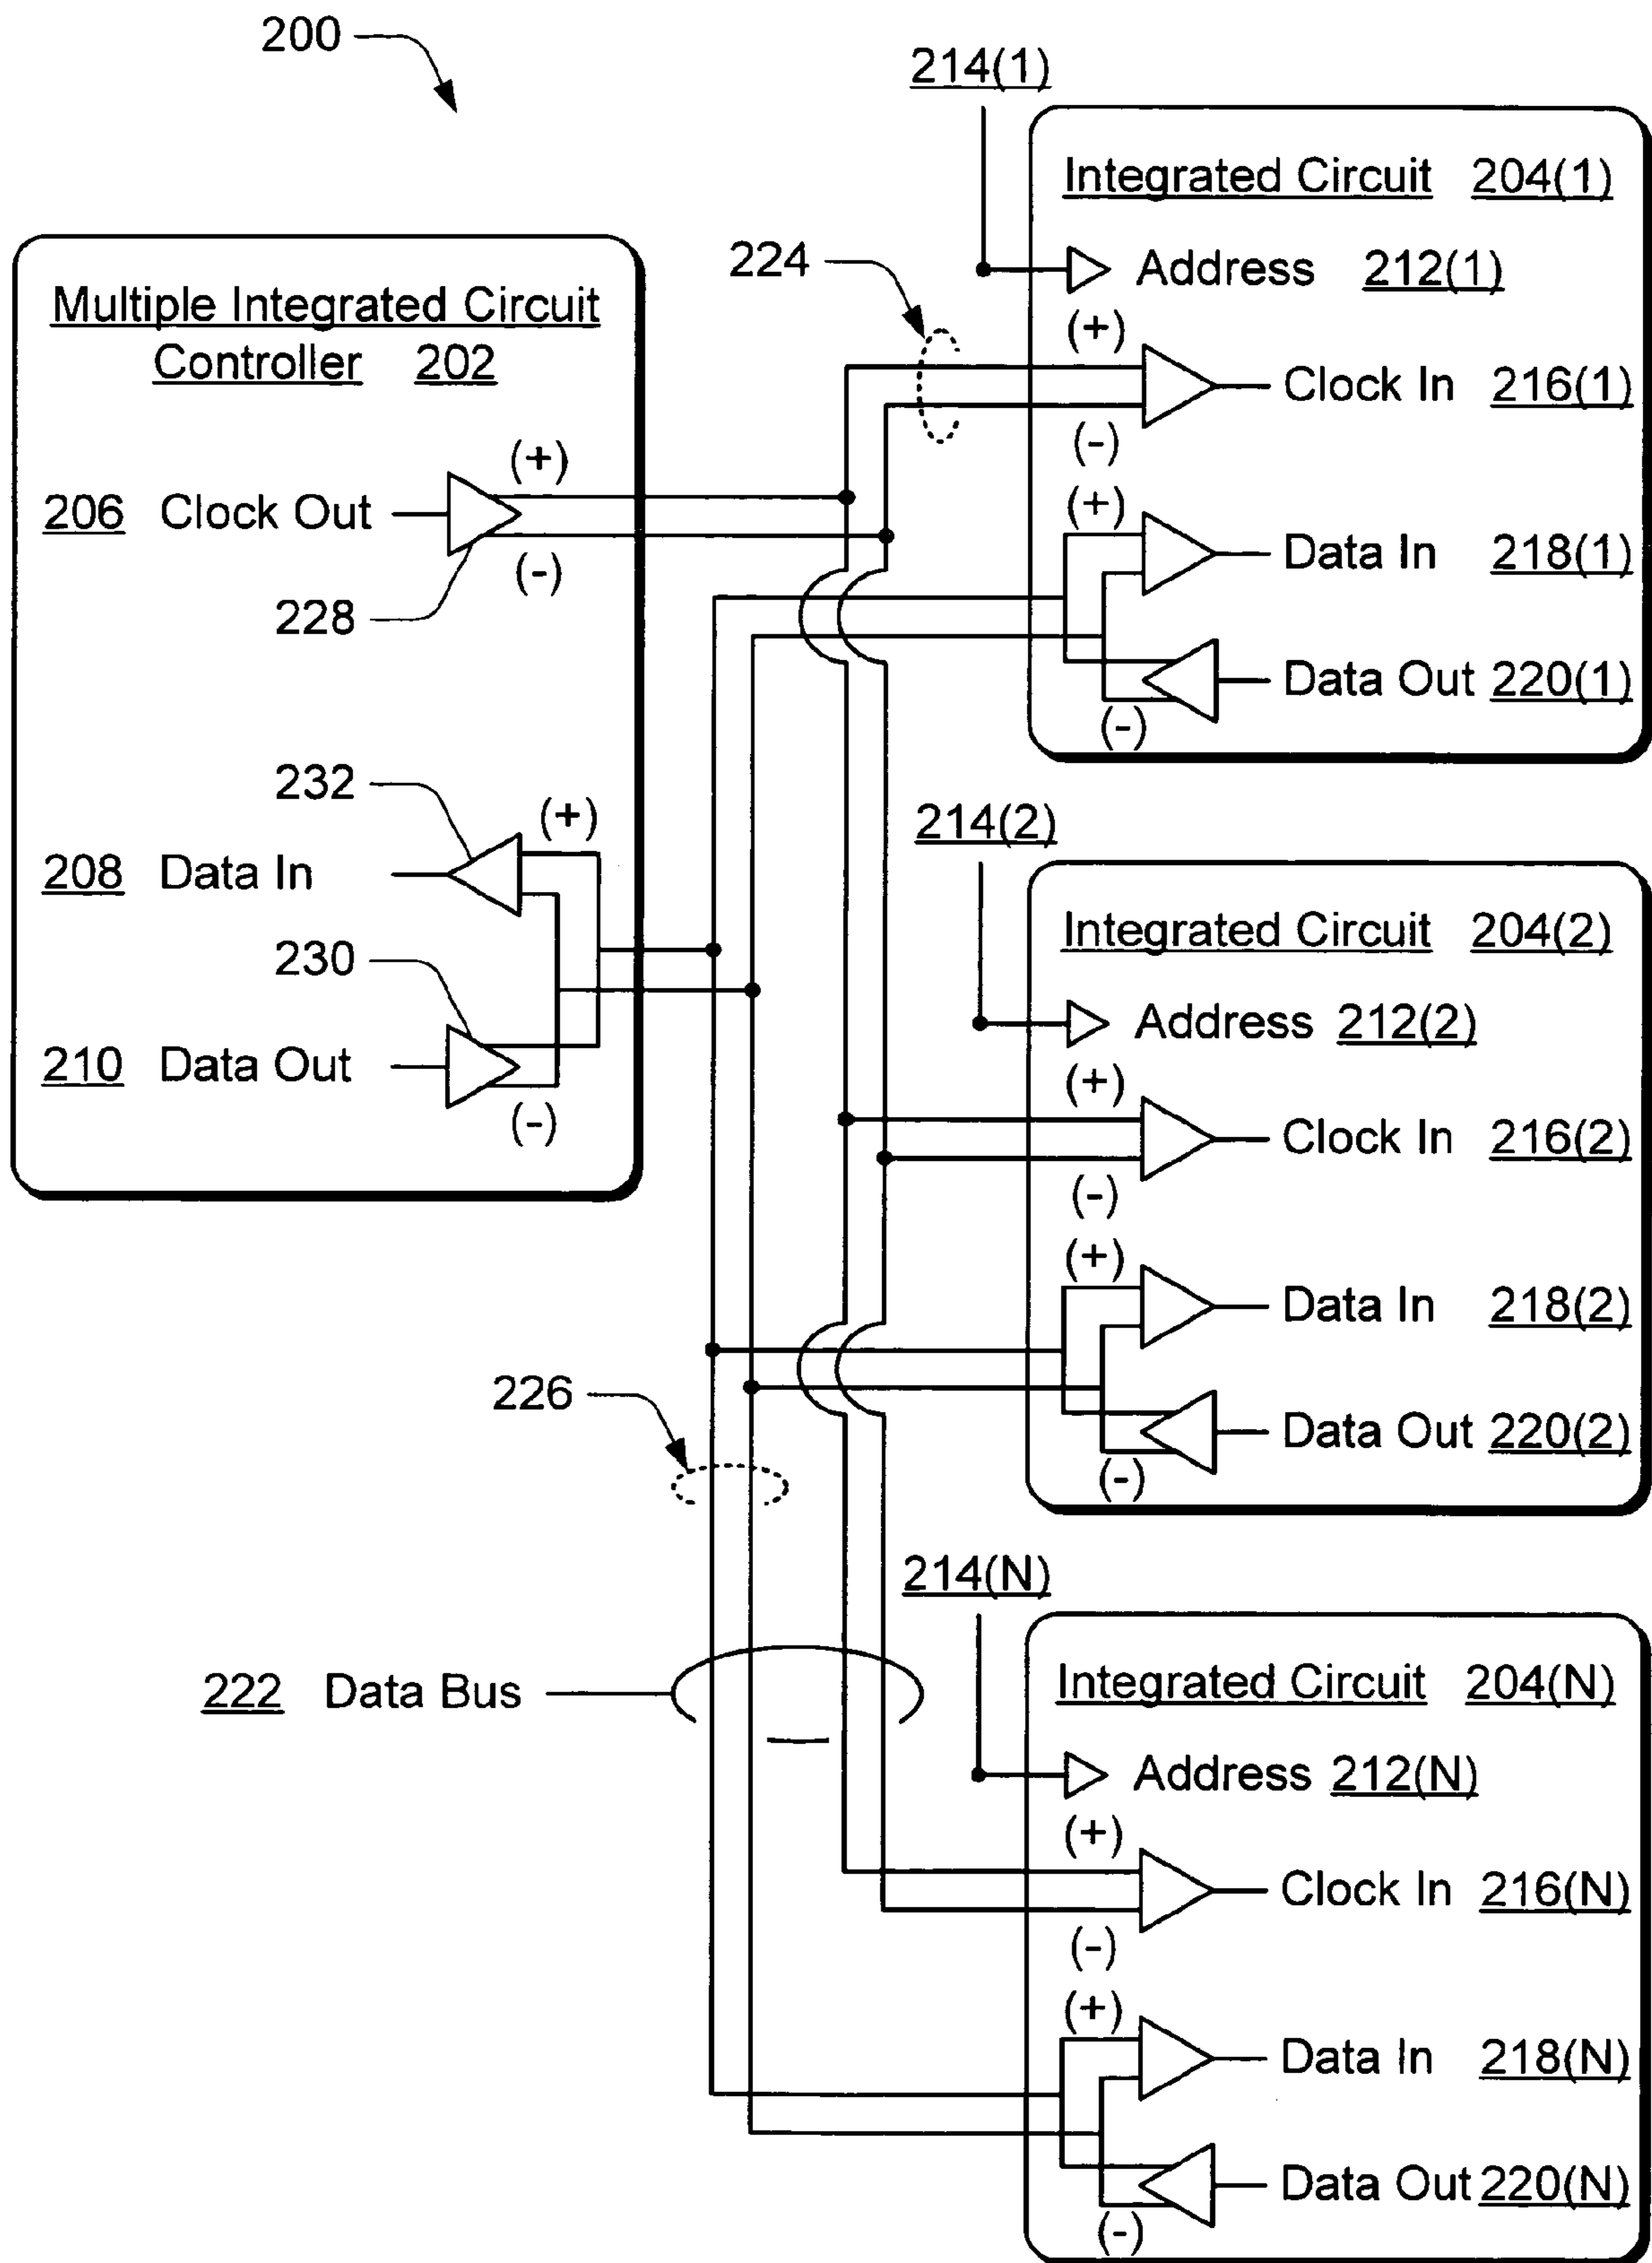 200
Multiple Integrated Circuit
Controller 202
206 Clock Out
(+)
(-)
228
232
(+)
208 Data In
230
210 Data Out
(-)
224
226
222 Data Bus
214(1)
Integrated Circuit 204(1)
Address 212(1)
(+)
Clock In 216(1)
(-)
(+)
Data In 218(1)
Data Out 220(1)
(-)
214(2)
Integrated Circuit 204(2)
Address 212(2)
(+)
Clock In 216(2)
(-)
(+)
Data In 218(2)
Data Out 220(2)
(-)
214(N)
Integrated Circuit 204(N)
Address 212(N)
(+)
Clock In 216(N)
(-)
(+)
Data In 218(N)
Data Out 220(N)
(-)